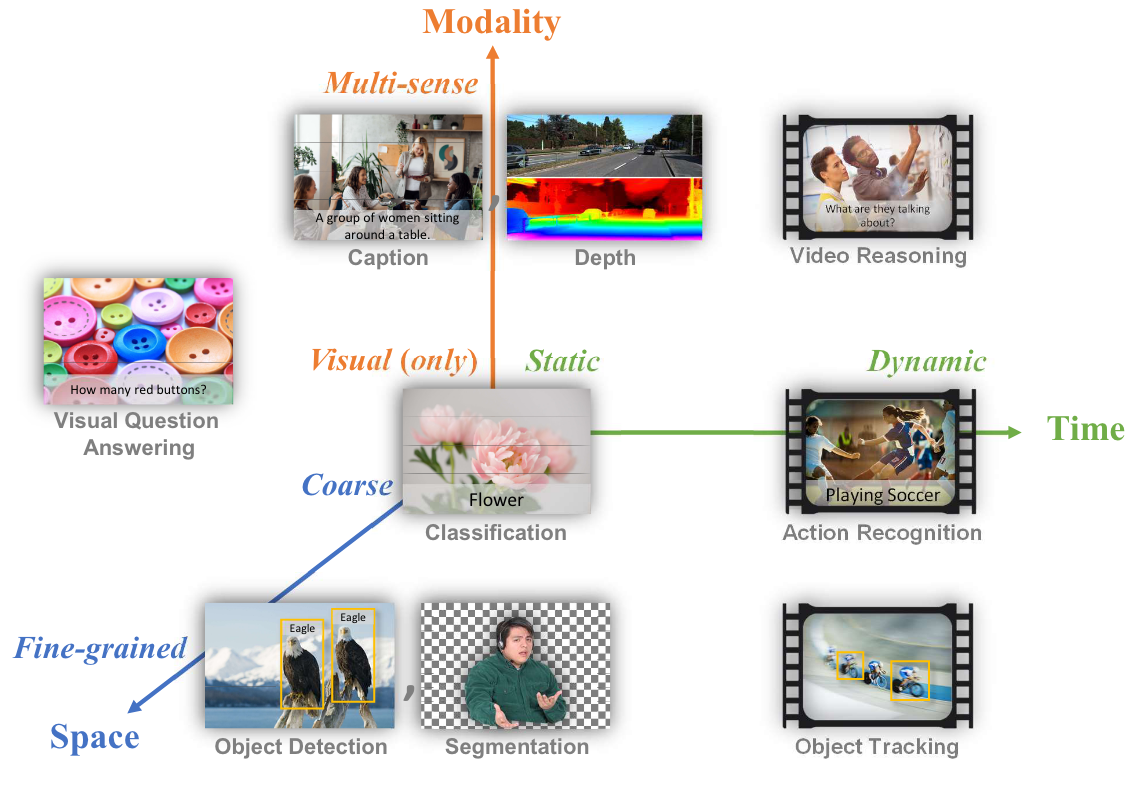 Modality
Multi-sense
A group of women sitting
around a table.
,
Caption
Depth
What are they talking
about?
Video Reasoning
How many red buttons?
Visual Question
Answering
Visual (only)
Static
Dynamic
Time
Flower
Classification
Playing Soccer
Action Recognition
Coarse
Fine-grained
Space
Eagle
Eagle
,
Object Detection
Segmentation
Object Tracking